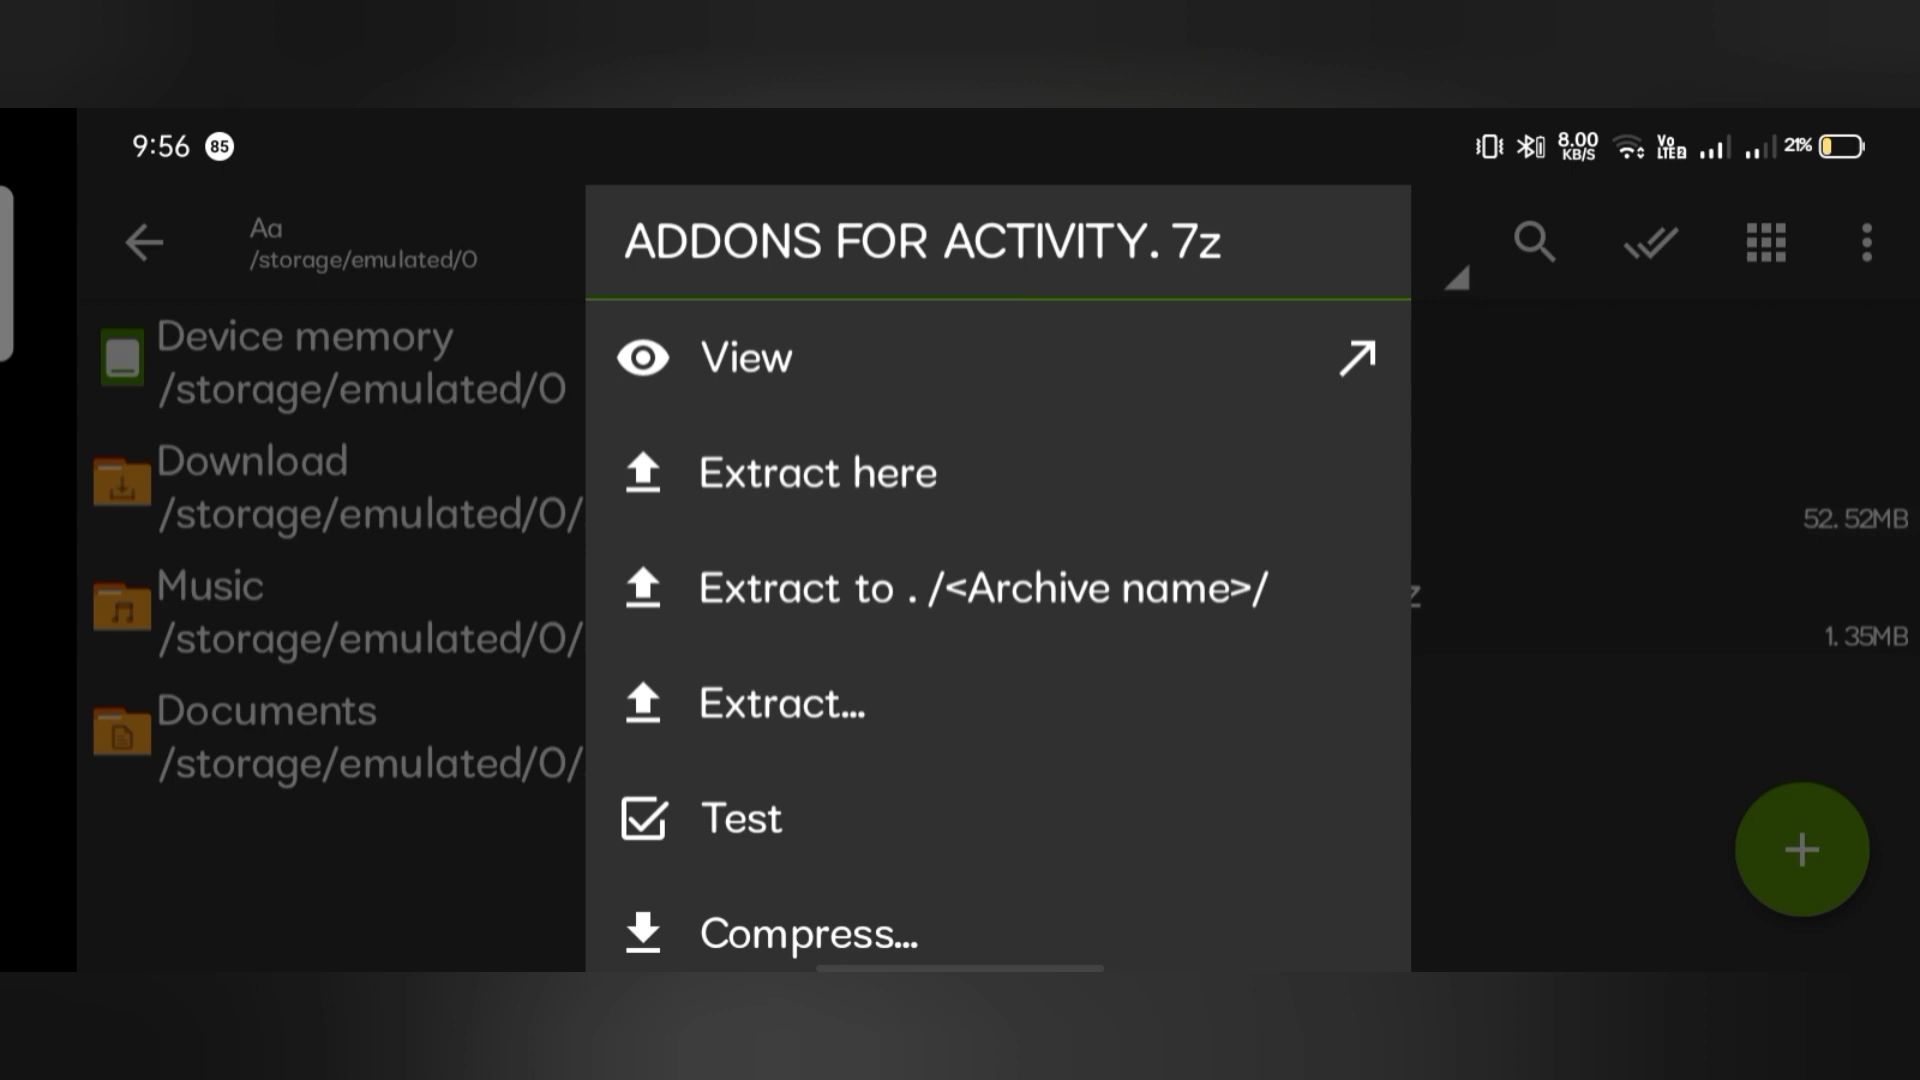 9:56 85
8.00 KB/S Vo LTE2 21%
Aa
/storage/emulated/0
ADDONS FOR ACTIVITY. 7z
Device memory
/storage/emulated/0
Download
/storage/emulated/0/
Music
/storage/emulated/0/
Documents
/storage/emulated/0/
View
Extract here
Extract to . /<Archive name>/
Extract...
Test
Compress...
52. 52MB
z
1. 35MB